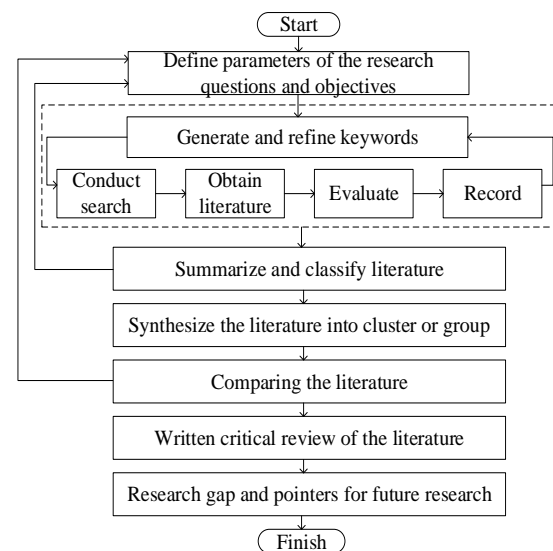 Start
Define parameters of the research
questions and objectives
Generate and refine keywords
Conduct
search
Obtain
literature
Evaluate
Record
Summarize and classify literature
Synthesize the literature into cluster or group
Comparing the literature
Written critical review of the literature
Research gap and pointers for future research
Finish